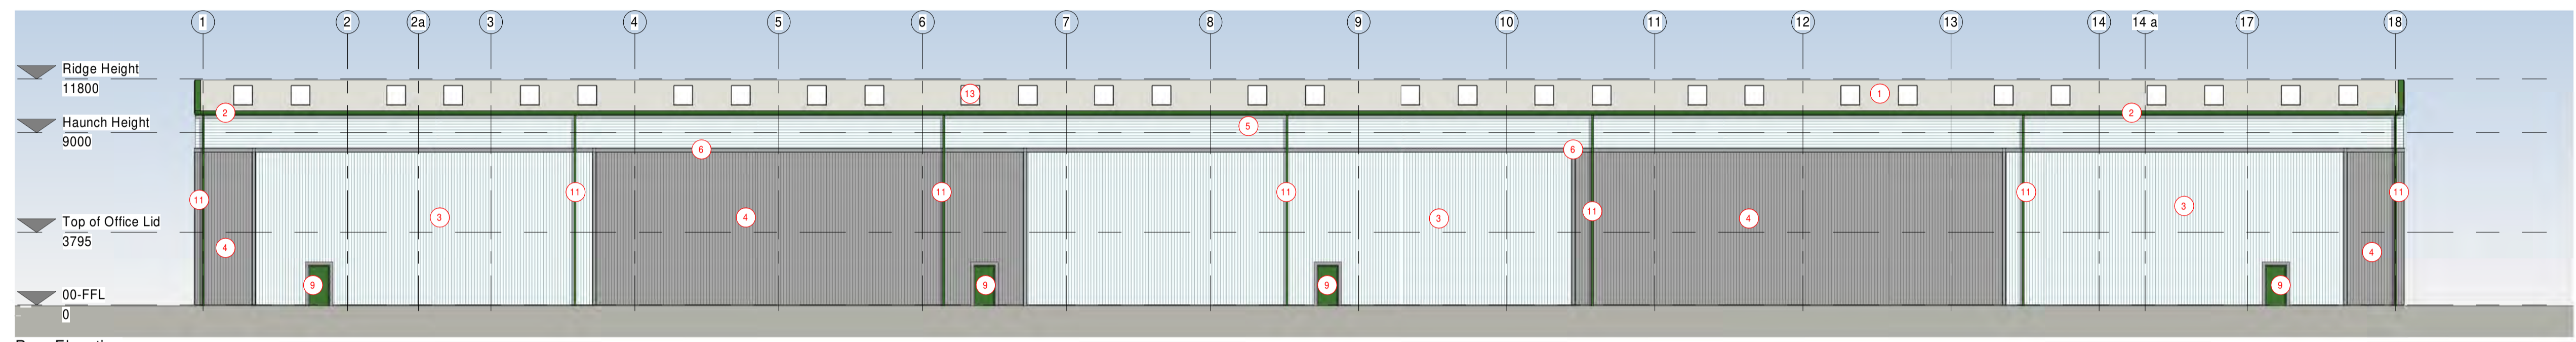 1 2 2a 3 4 5 6 7 8 9 10 11 12 13 14 14 a 17 18
Ridge Height
11800
13 1
2 2
Haunch Height
9000
5
6 6
11 11 11 11 11 11 11
3 4 3 4 3
Top of Office Lid
3795
4 4
9 9 9 9
00-FFL
0